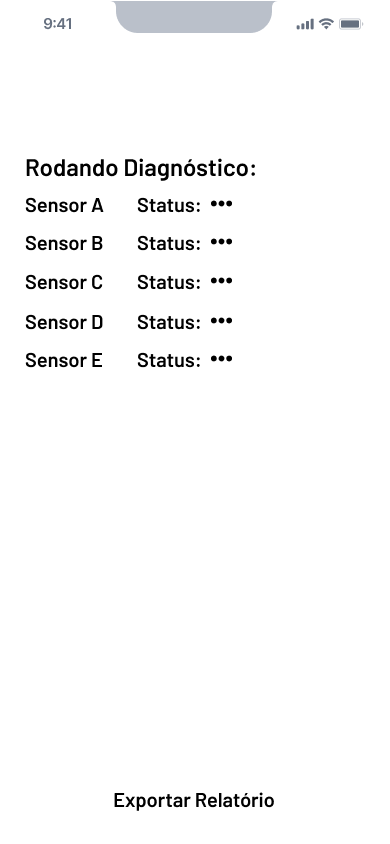 9:41
Rodando Diagnóstico:
Sensor A Status: •••
Sensor B Status: •••
Sensor C Status: •••
Sensor D Status: •••
Sensor E Status: •••
Exportar Relatório